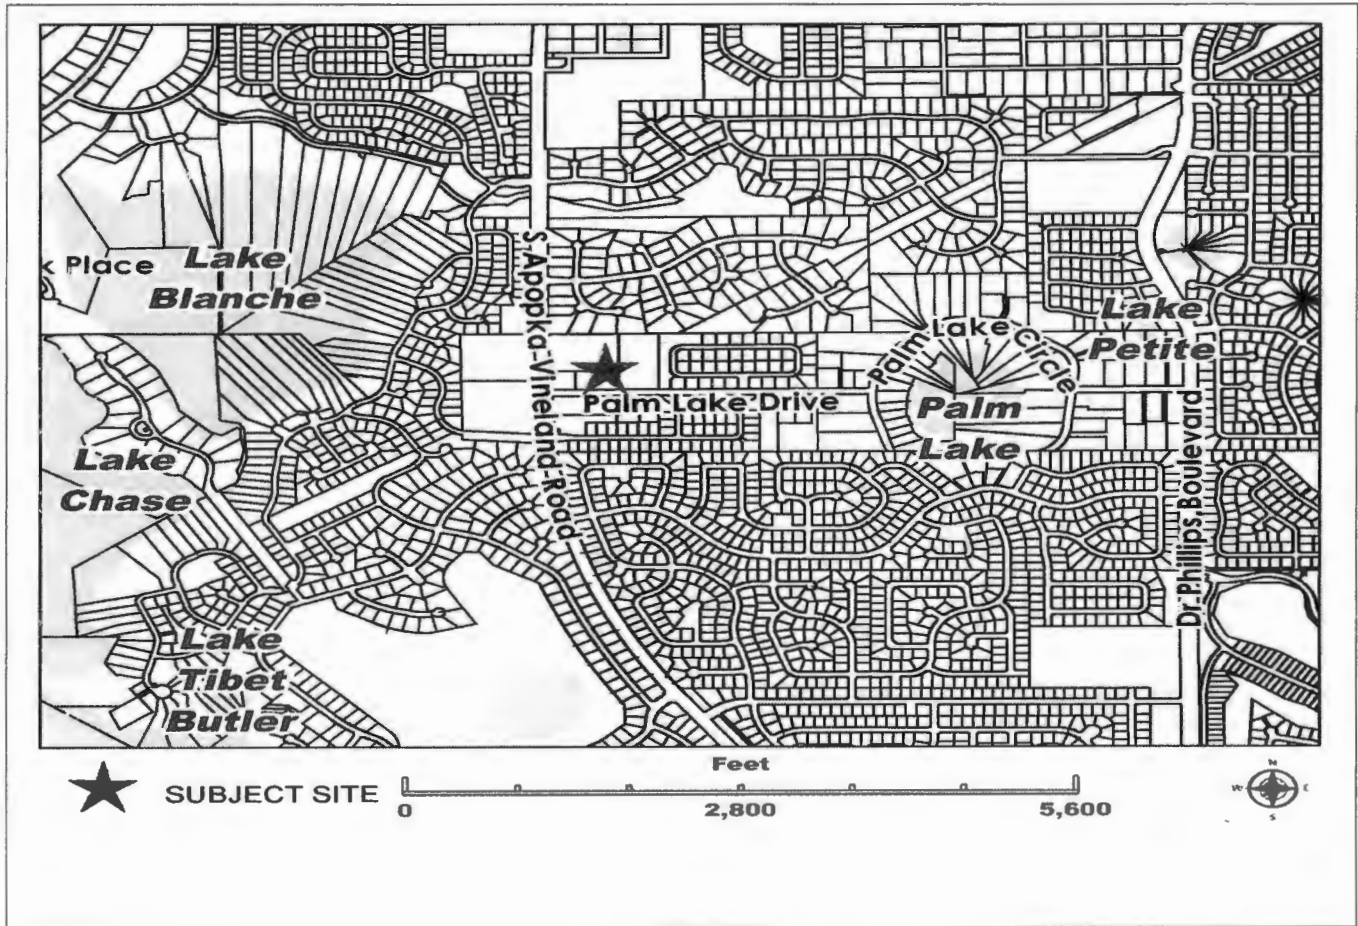 k Place
Lake
Blanche
S Apopka-Vineland Road
Palm Lake Circle
Lake
Petite
Palm Lake Drive
Palm
Lake
Lake
Chase
Dr Phillips Boulevard
Lake
Tibet
Butler
SUBJECT SITE
Feet
0
2,800
5,600
N
W
E
S